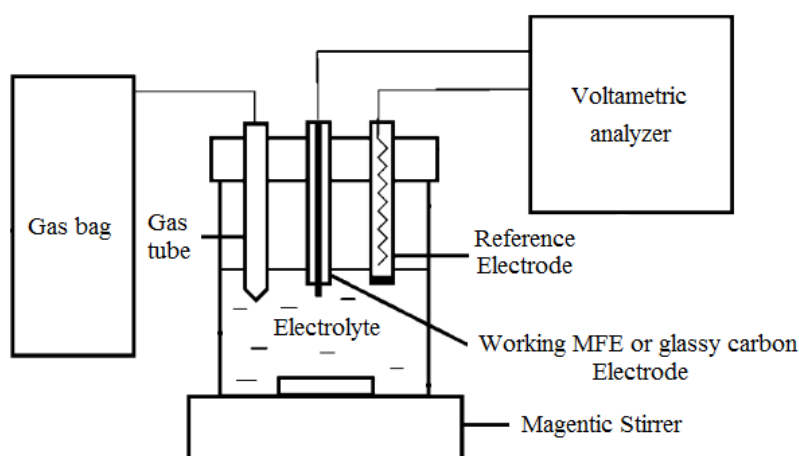 Voltametric
analyzer
Gas bag
Gas
tube
Reference
Electrode
Electrolyte
Working MFE or glassy carbon
Electrode
Magentic Stirrer